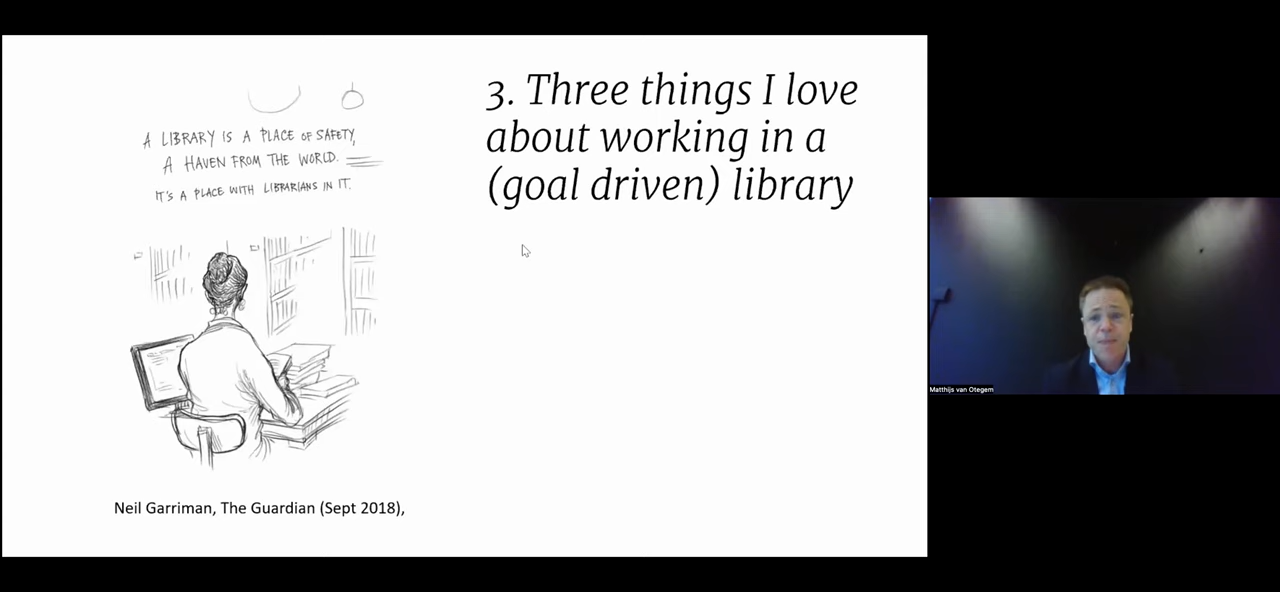 A LIBRARY IS A PLACE OF SAFETY,
A HAVEN FROM THE WORLD.
IT'S A PLACE WITH LIBRARIANS IN IT.
3. Three things I love
about working in a
(goal driven) library
Neil Garriman, The Guardian (Sept 2018),
Matthijs van Otegem